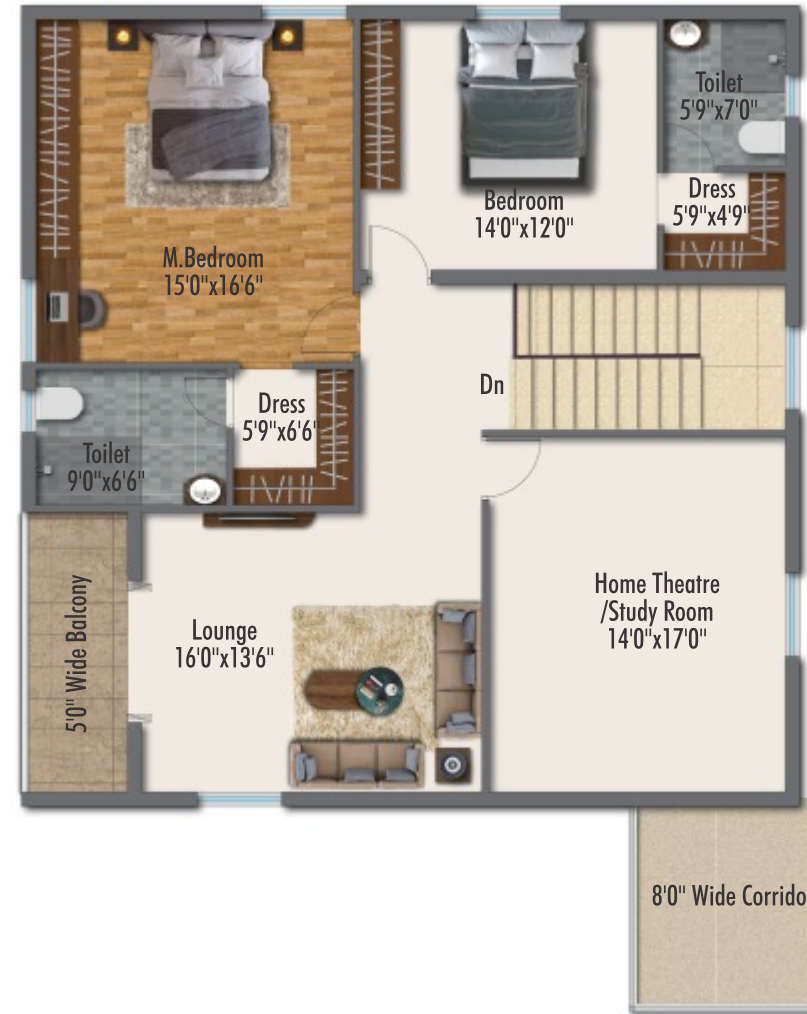 Toilet
5'9"x7'0"
Bedroom
14'0"x12'0"
Dress
5'9"x4'9"
M.Bedroom
15'0"x16'6"
Dn
Dress
5'9"x6'6"
Toilet
9'0"x6'6"
5'0" Wide Balcony
Lounge
16'0"x13'6"
Home Theatre
/Study Room
14'0"x17'0"
8'0" Wide Corrido